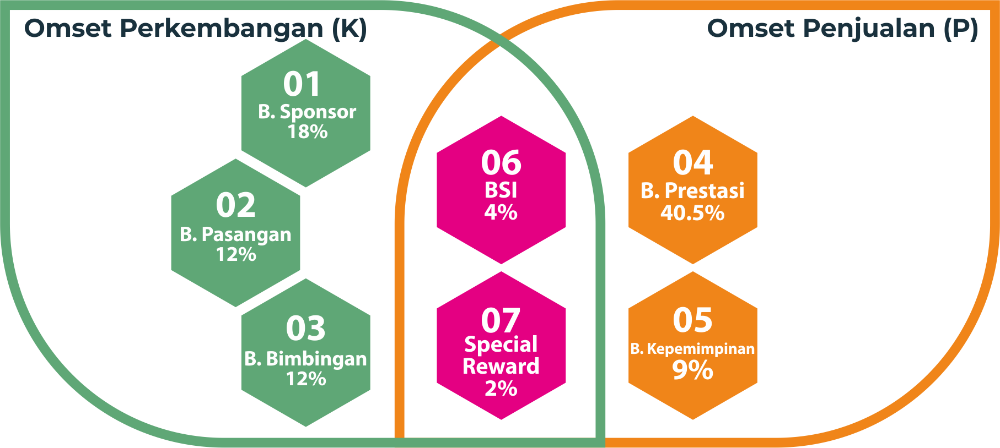 Omset Perkembangan (K)
Omset Penjualan (P)
01
B. Sponsor
18%
02
B. Pasangan
12%
03
B. Bimbingan
12%
06
BSI
4%
07
Special
Reward
2%
04
B. Prestasi
40.5%
05
B. Kepemimpinan
9%